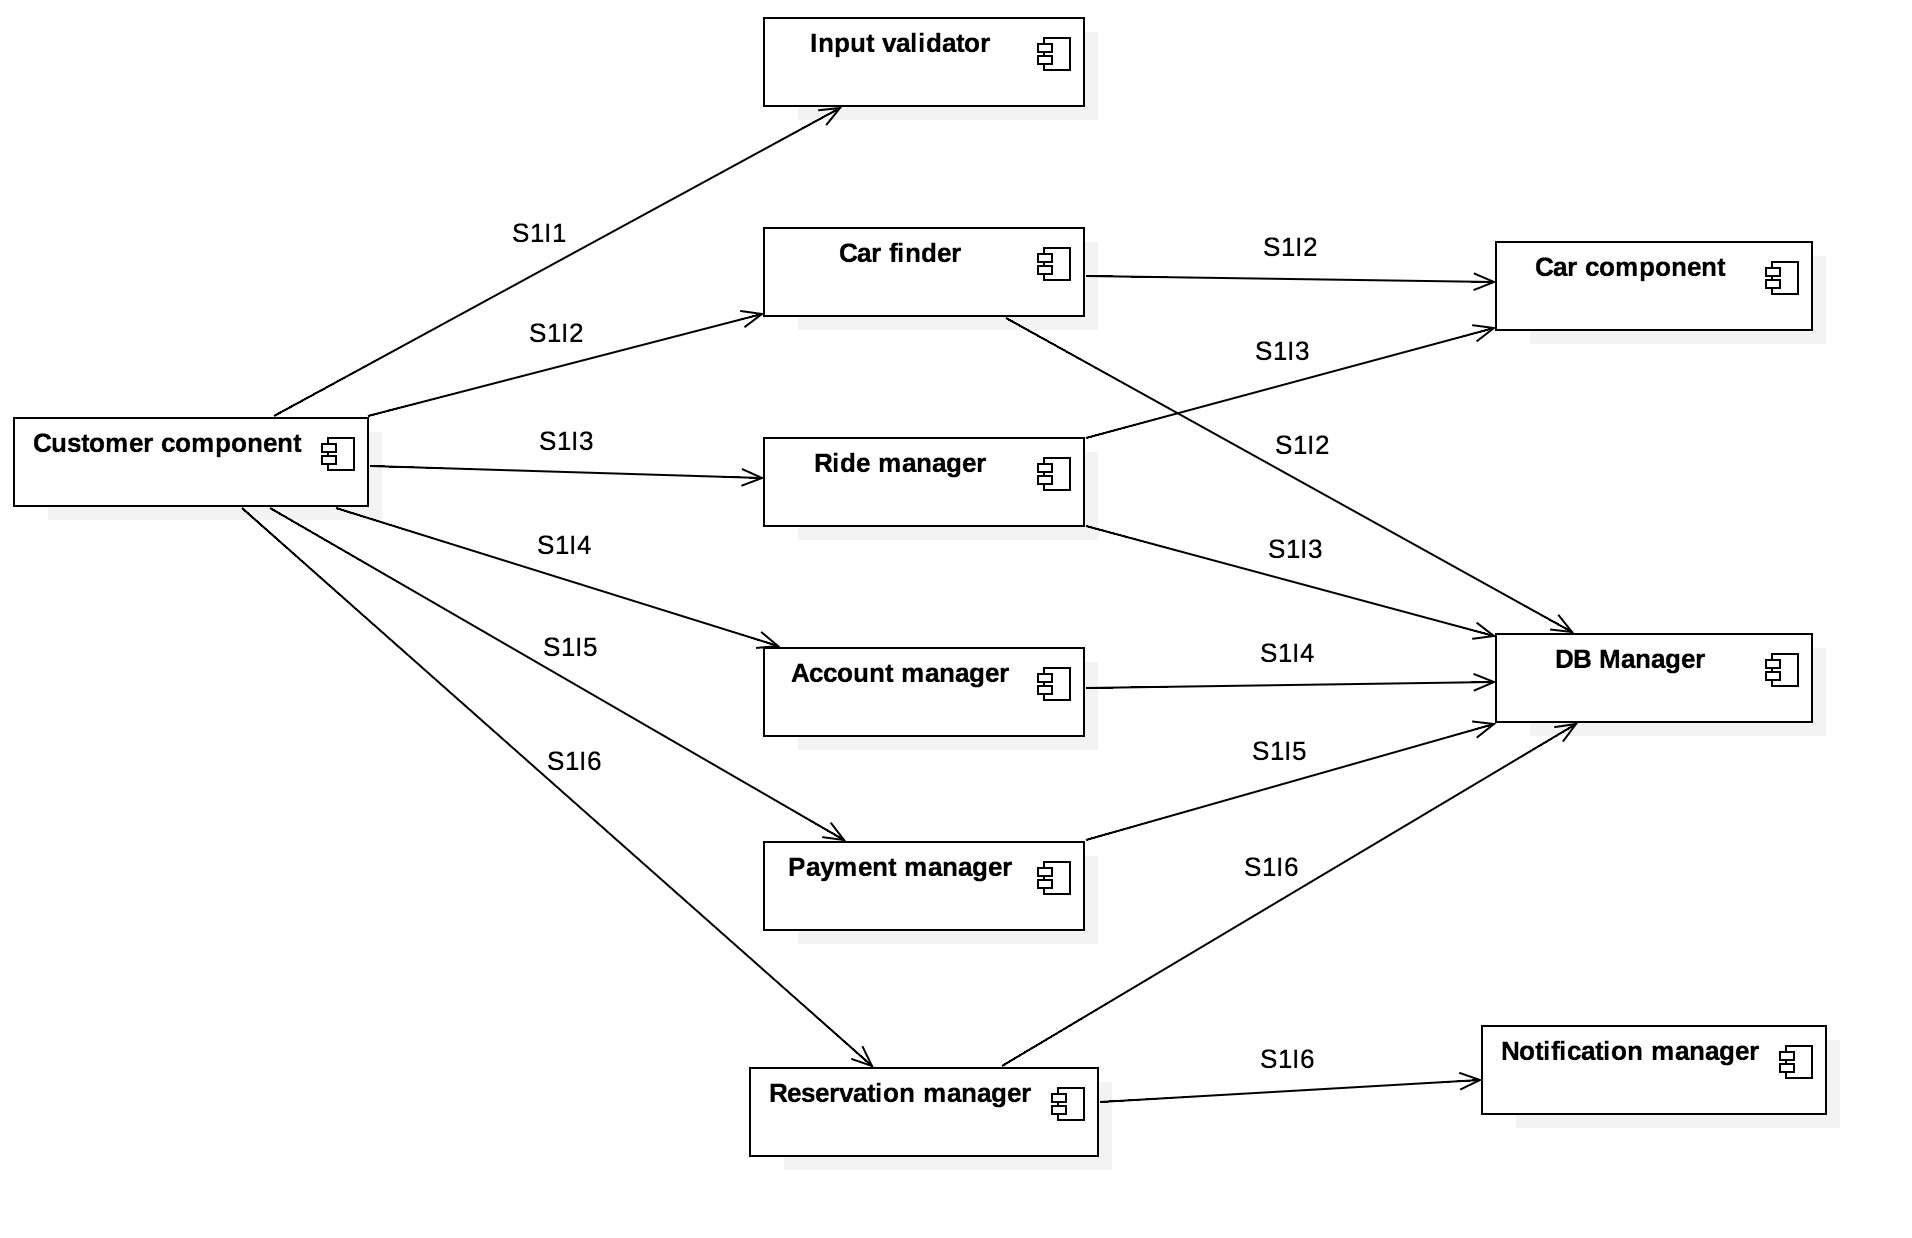 Input validator
S1I1
Car finder
S1I2
Car component
S1I2
S1I3
Customer component
S1I3
Ride manager
S1I2
S1I4
S1I3
S1I5
Account manager
S1I4
DB Manager
S1I6
S1I5
Payment manager
S1I6
Reservation manager
S1I6
Notification manager